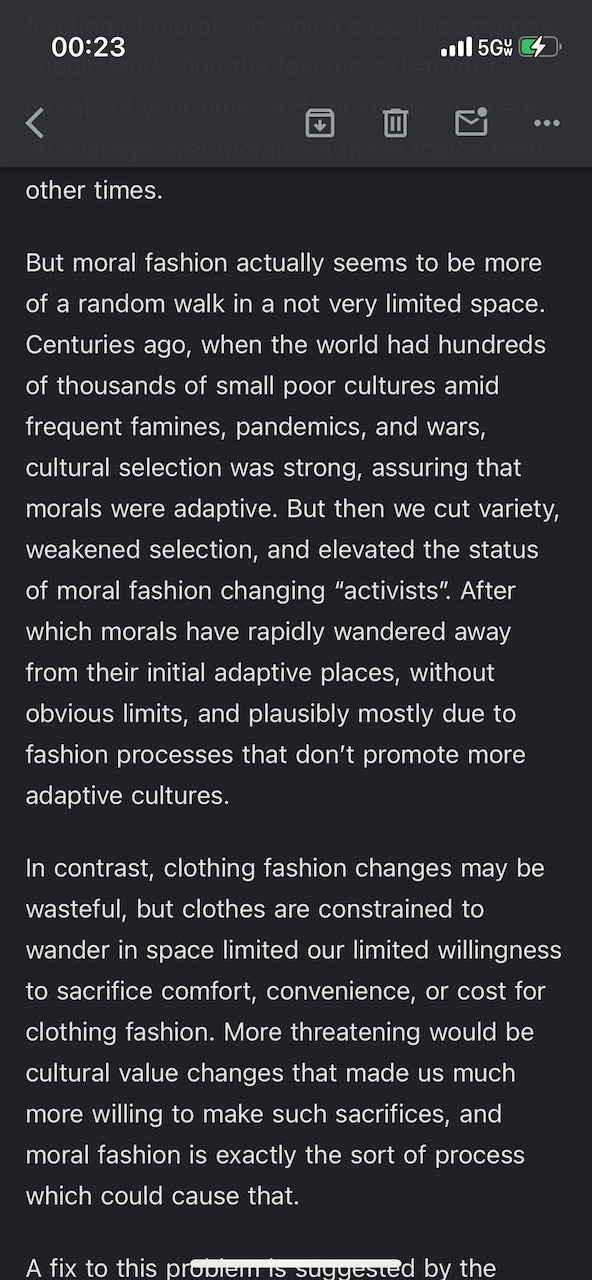 fraction of morals. In which case, his strategy
00:23
5G
should work: find the few most distorted
morals of your time, and substitute for them
an average over morals on those topics from
other times.
But moral fashion actually seems to be more
of a random walk in a not very limited space.
Centuries ago, when the world had hundreds
of thousands of small poor cultures amid
frequent famines, pandemics, and wars,
cultural selection was strong, assuring that
morals were adaptive. But then we cut variety,
weakened selection, and elevated the status
of moral fashion changing “activists”. After
which morals have rapidly wandered away
from their initial adaptive places, without
obvious limits, and plausibly mostly due to
fashion processes that don’t promote more
adaptive cultures.
In contrast, clothing fashion changes may be
wasteful, but clothes are constrained to
wander in space limited our limited willingness
to sacrifice comfort, convenience, or cost for
clothing fashion. More threatening would be
cultural value changes that made us much
more willing to make such sacrifices, and
moral fashion is exactly the sort of process
which could cause that.
A fix to this problem is suggested by the